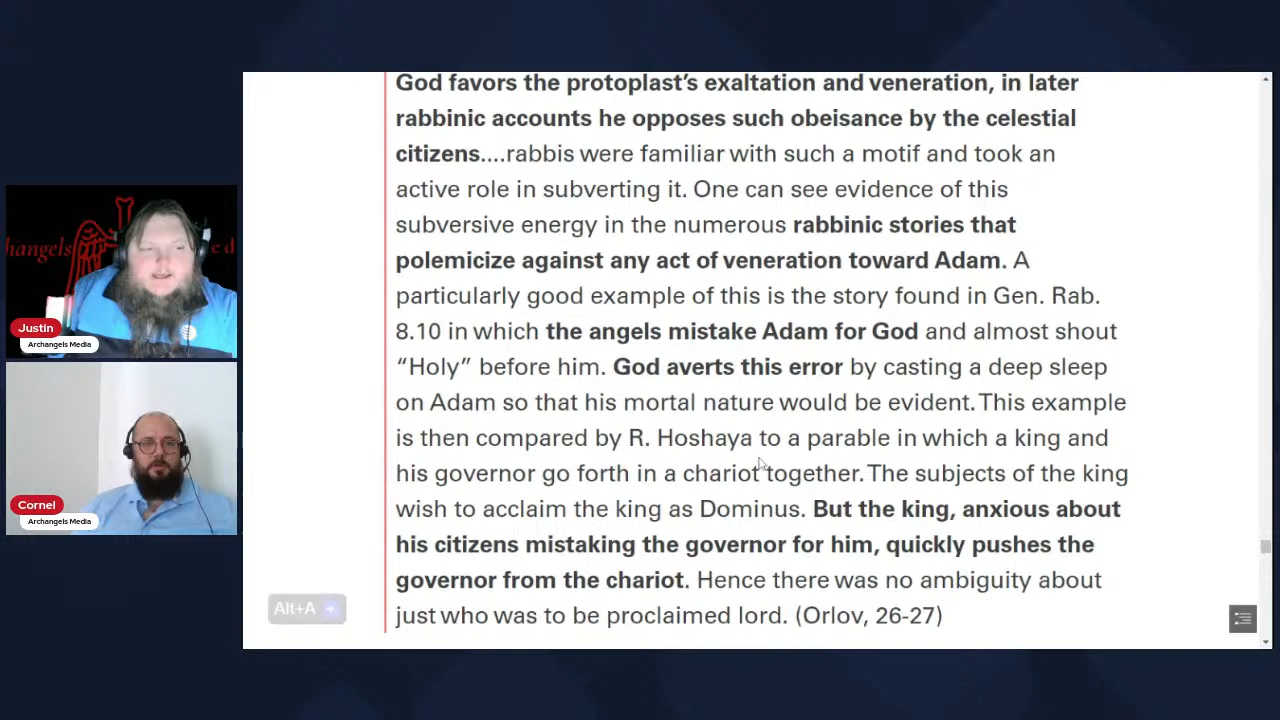 God favors the protoplast’s exaltation and veneration, in later
rabbinic accounts he opposes such obeisance by the celestial
citizens....rabbis were familiar with such a motif and took an
active role in subverting it. One can see evidence of this
subversive energy in the numerous rabbinic stories that
polemicize against any act of veneration toward Adam. A
particularly good example of this is the story found in Gen. Rab.
8.10 in which the angels mistake Adam for God and almost shout
“Holy” before him. God averts this error by casting a deep sleep
on Adam so that his mortal nature would be evident. This example
is then compared by R. Hoshaya to a parable in which a king and
his governor go forth in a chariot together. The subjects of the king
wish to acclaim the king as Dominus. But the king, anxious about
his citizens mistaking the governor for him, quickly pushes the
governor from the chariot. Hence there was no ambiguity about
just who was to be proclaimed lord. (Orlov, 26-27)
Alt+A
Justin
Archangels Media
Cornel
Archangels Media